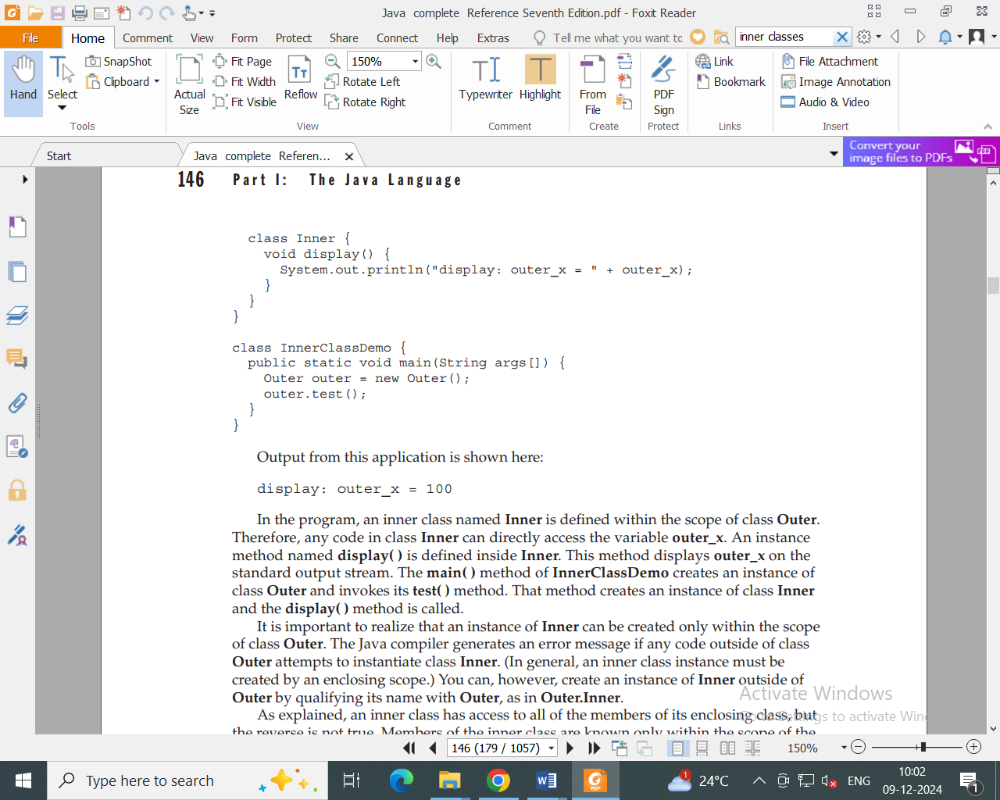 Java complete Reference Seventh Edition.pdf - Foxit Reader
File Home Comment View Form Protect Share Connect Help Extras Tell me what you want to inner classes
Hand
Select
SnapShot
Clipboard
Tools
Actual
Size
Fit Page
Fit Width
Fit Visible
Reflow
150%
Rotate Left
Rotate Right
View
Typewriter
Highlight
Comment
From
File
Create
PDF
Sign
Protect
Link
Bookmark
Links
File Attachment
Image Annotation
Audio & Video
Insert
Start
Java complete Referen...
Convert your
image files to PDFs
146 Part I: The Java Language
class Inner {
void display() {
System.out.println("display: outer_x = " + outer_x);
}
}
}
class InnerClassDemo {
public static void main(String args[]) {
Outer outer = new Outer();
outer.test();
}
}
Output from this application is shown here:
display: outer_x = 100
In the program, an inner class named Inner is defined within the scope of class Outer.
Therefore, any code in class Inner can directly access the variable outer_x. An instance
method named display( ) is defined inside Inner. This method displays outer_x on the
standard output stream. The main( ) method of InnerClassDemo creates an instance of
class Outer and invokes its test( ) method. That method creates an instance of class Inner
and the display( ) method is called.
It is important to realize that an instance of Inner can be created only within the scope
of class Outer. The Java compiler generates an error message if any code outside of class
Outer attempts to instantiate class Inner. (In general, an inner class instance must be
created by an enclosing scope.) You can, however, create an instance of Inner outside of
Outer by qualifying its name with Outer, as in Outer.Inner.
As explained, an inner class has access to all of the members of its enclosing class, but
the reverse is not true. Members of the inner class are known only within the scope of the
Activate Windows
Go to Settings to activate Windows
146 (179 / 1057)
150%
Type here to search
1
24°C
ENG
10:02
09-12-2024
1